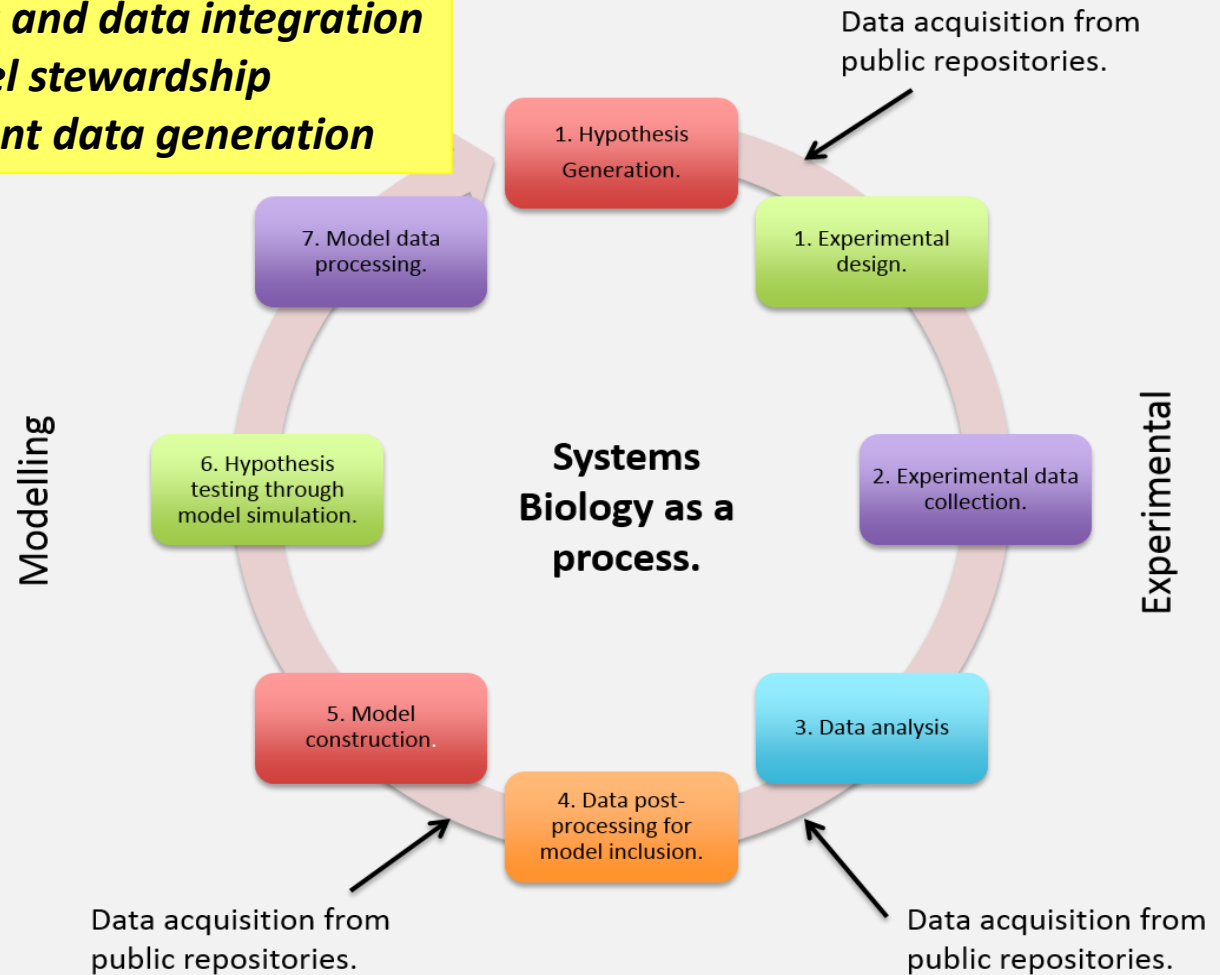 and data integration
stewardship
data generation
Data acquisition from
public repositories.
1. Hypothesis
Generation.
1. Experimental
design.
7. Model data
processing.
Modelling
Experimental
6. Hypothesis
testing through
model simulation.
Systems
Biology as a
process.
2. Experimental data
collection.
5. Model
construction.
3. Data analysis
4. Data post-
processing for
model inclusion.
Data acquisition from
public repositories.
Data acquisition from
public repositories.